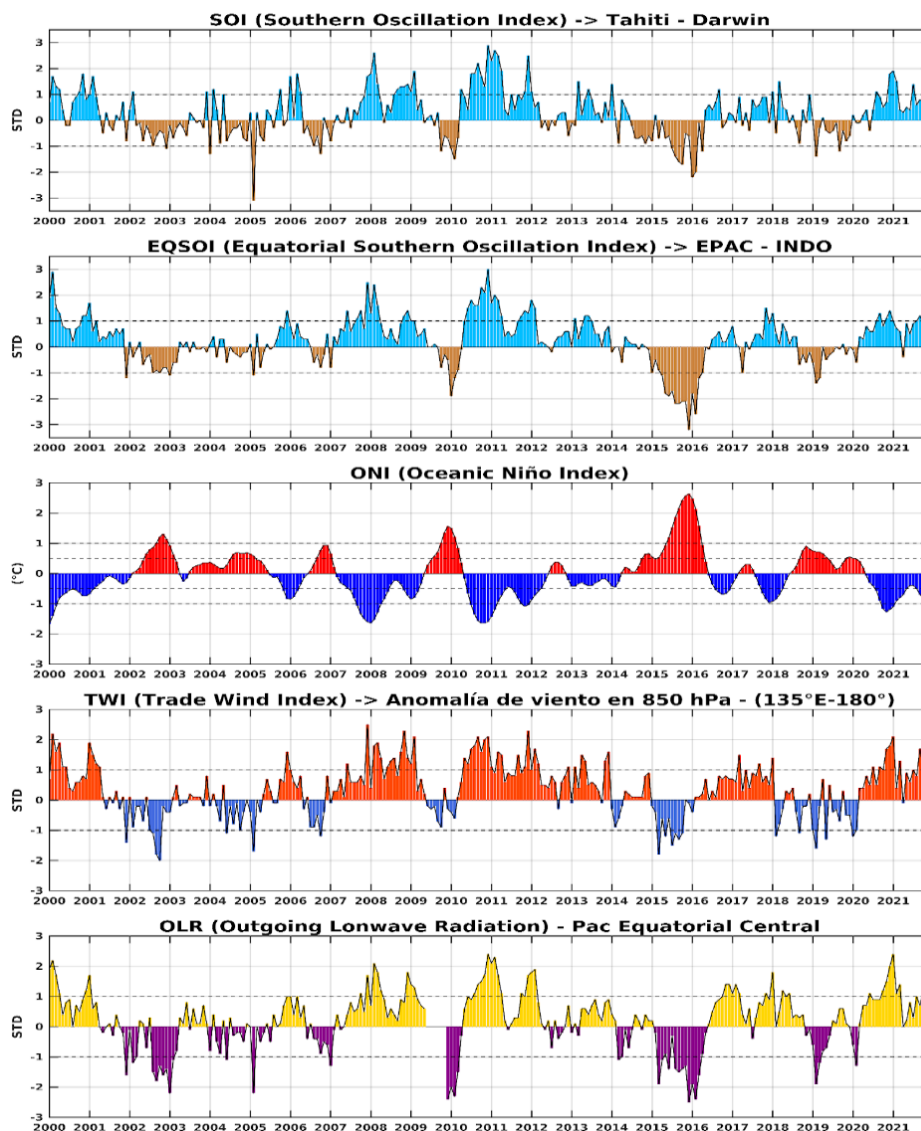 SOI (Southern Oscillation Index) -> Tahiti - Darwin
3
2
1
0
-1
-2
-3
STD
2000 2001 2002 2003 2004 2005 2006 2007 2008 2009 2010 2011 2012 2013 2014 2015 2016 2017 2018 2019 2020 2021
EQSOI (Equatorial Southern Oscillation Index) -> EPAC - INDO
3
2
1
0
-1
-2
-3
STD
2000 2001 2002 2003 2004 2005 2006 2007 2008 2009 2010 2011 2012 2013 2014 2015 2016 2017 2018 2019 2020 2021
ONI (Oceanic Niño Index)
3
2
1
0
-1
-2
-3
(°C)
2000 2001 2002 2003 2004 2005 2006 2007 2008 2009 2010 2011 2012 2013 2014 2015 2016 2017 2018 2019 2020 2021
TWI (Trade Wind Index) -> Anomalía de viento en 850 hPa - (135°E-180°)
3
2
1
0
-1
-2
-3
STD
2000 2001 2002 2003 2004 2005 2006 2007 2008 2009 2010 2011 2012 2013 2014 2015 2016 2017 2018 2019 2020 2021
OLR (Outgoing Lonwave Radiation) - Pac Equatorial Central
3
2
1
0
-1
-2
-3
STD
2000 2001 2002 2003 2004 2005 2006 2007 2008 2009 2010 2011 2012 2013 2014 2015 2016 2017 2018 2019 2020 2021